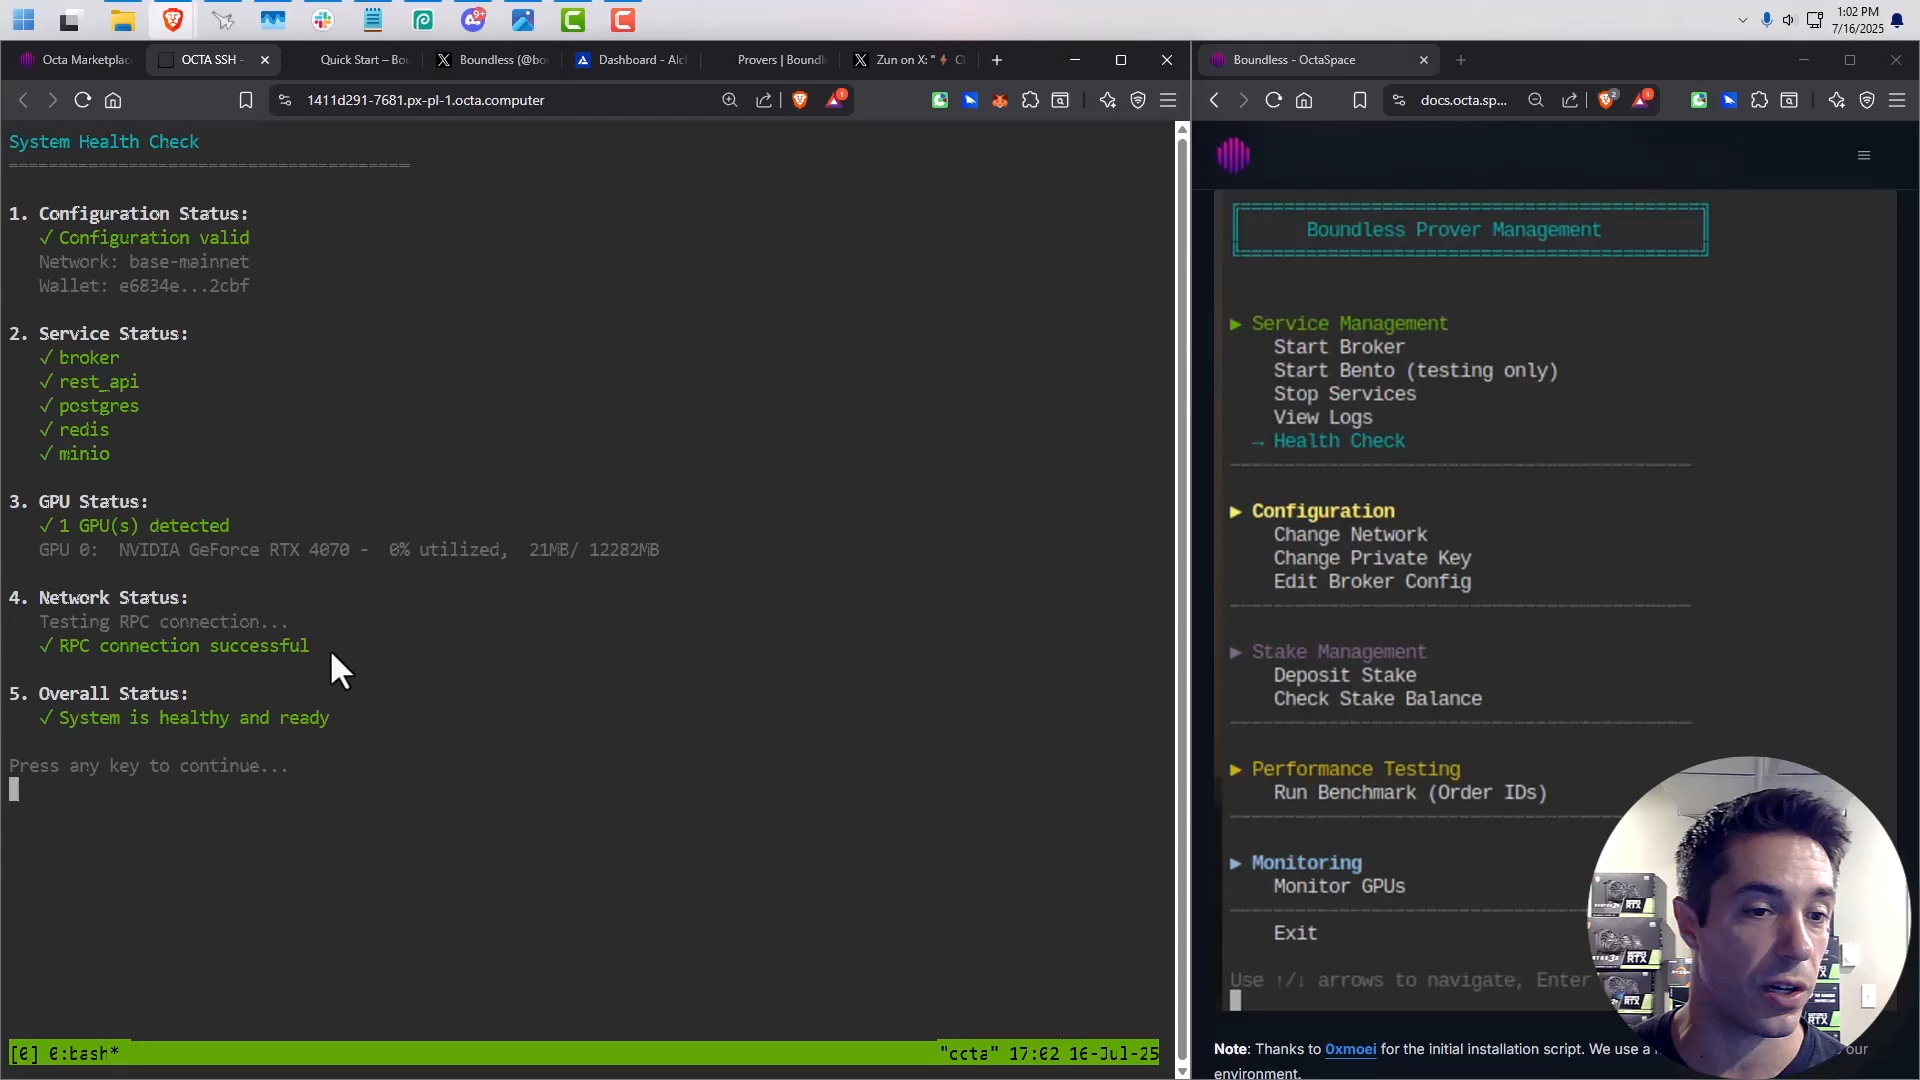 1:02 PM
7/16/2025
Octa Marketplac
OCTA SSH -
Quick Start – Bou
Boundless (@bo
Dashboard - Alc
Provers | Boundl
Zun on X: "
Boundless - OctaSpace
1411d291-7681.px-pl-1.octa.computer
docs.octa.sp...
System Health Check
========================================
1. Configuration Status:
✓ Configuration valid
Network: base-mainnet
Wallet: e6834e...2cbf
2. Service Status:
✓ broker
✓ rest_api
✓ postgres
✓ redis
✓ minio
3. GPU Status:
✓ 1 GPU(s) detected
GPU 0: NVIDIA GeForce RTX 4070 - 0% utilized, 21MB/ 12282MB
4. Network Status:
Testing RPC connection...
✓ RPC connection successful
5. Overall Status:
✓ System is healthy and ready
Press any key to continue...
[0] 0:bash*
"octa" 17:02 16-Jul-25
Boundless Prover Management
▶ Service Management
Start Broker
Start Bento (testing only)
Stop Services
View Logs
→ Health Check
▶ Configuration
Change Network
Change Private Key
Edit Broker Config
▶ Stake Management
Deposit Stake
Check Stake Balance
▶ Performance Testing
Run Benchmark (Order IDs)
▶ Monitoring
Monitor GPUs
Exit
Use ↑/↓ arrows to navigate, Enter
Note: Thanks to 0xmoei for the initial installation script. We use a
our
environment.